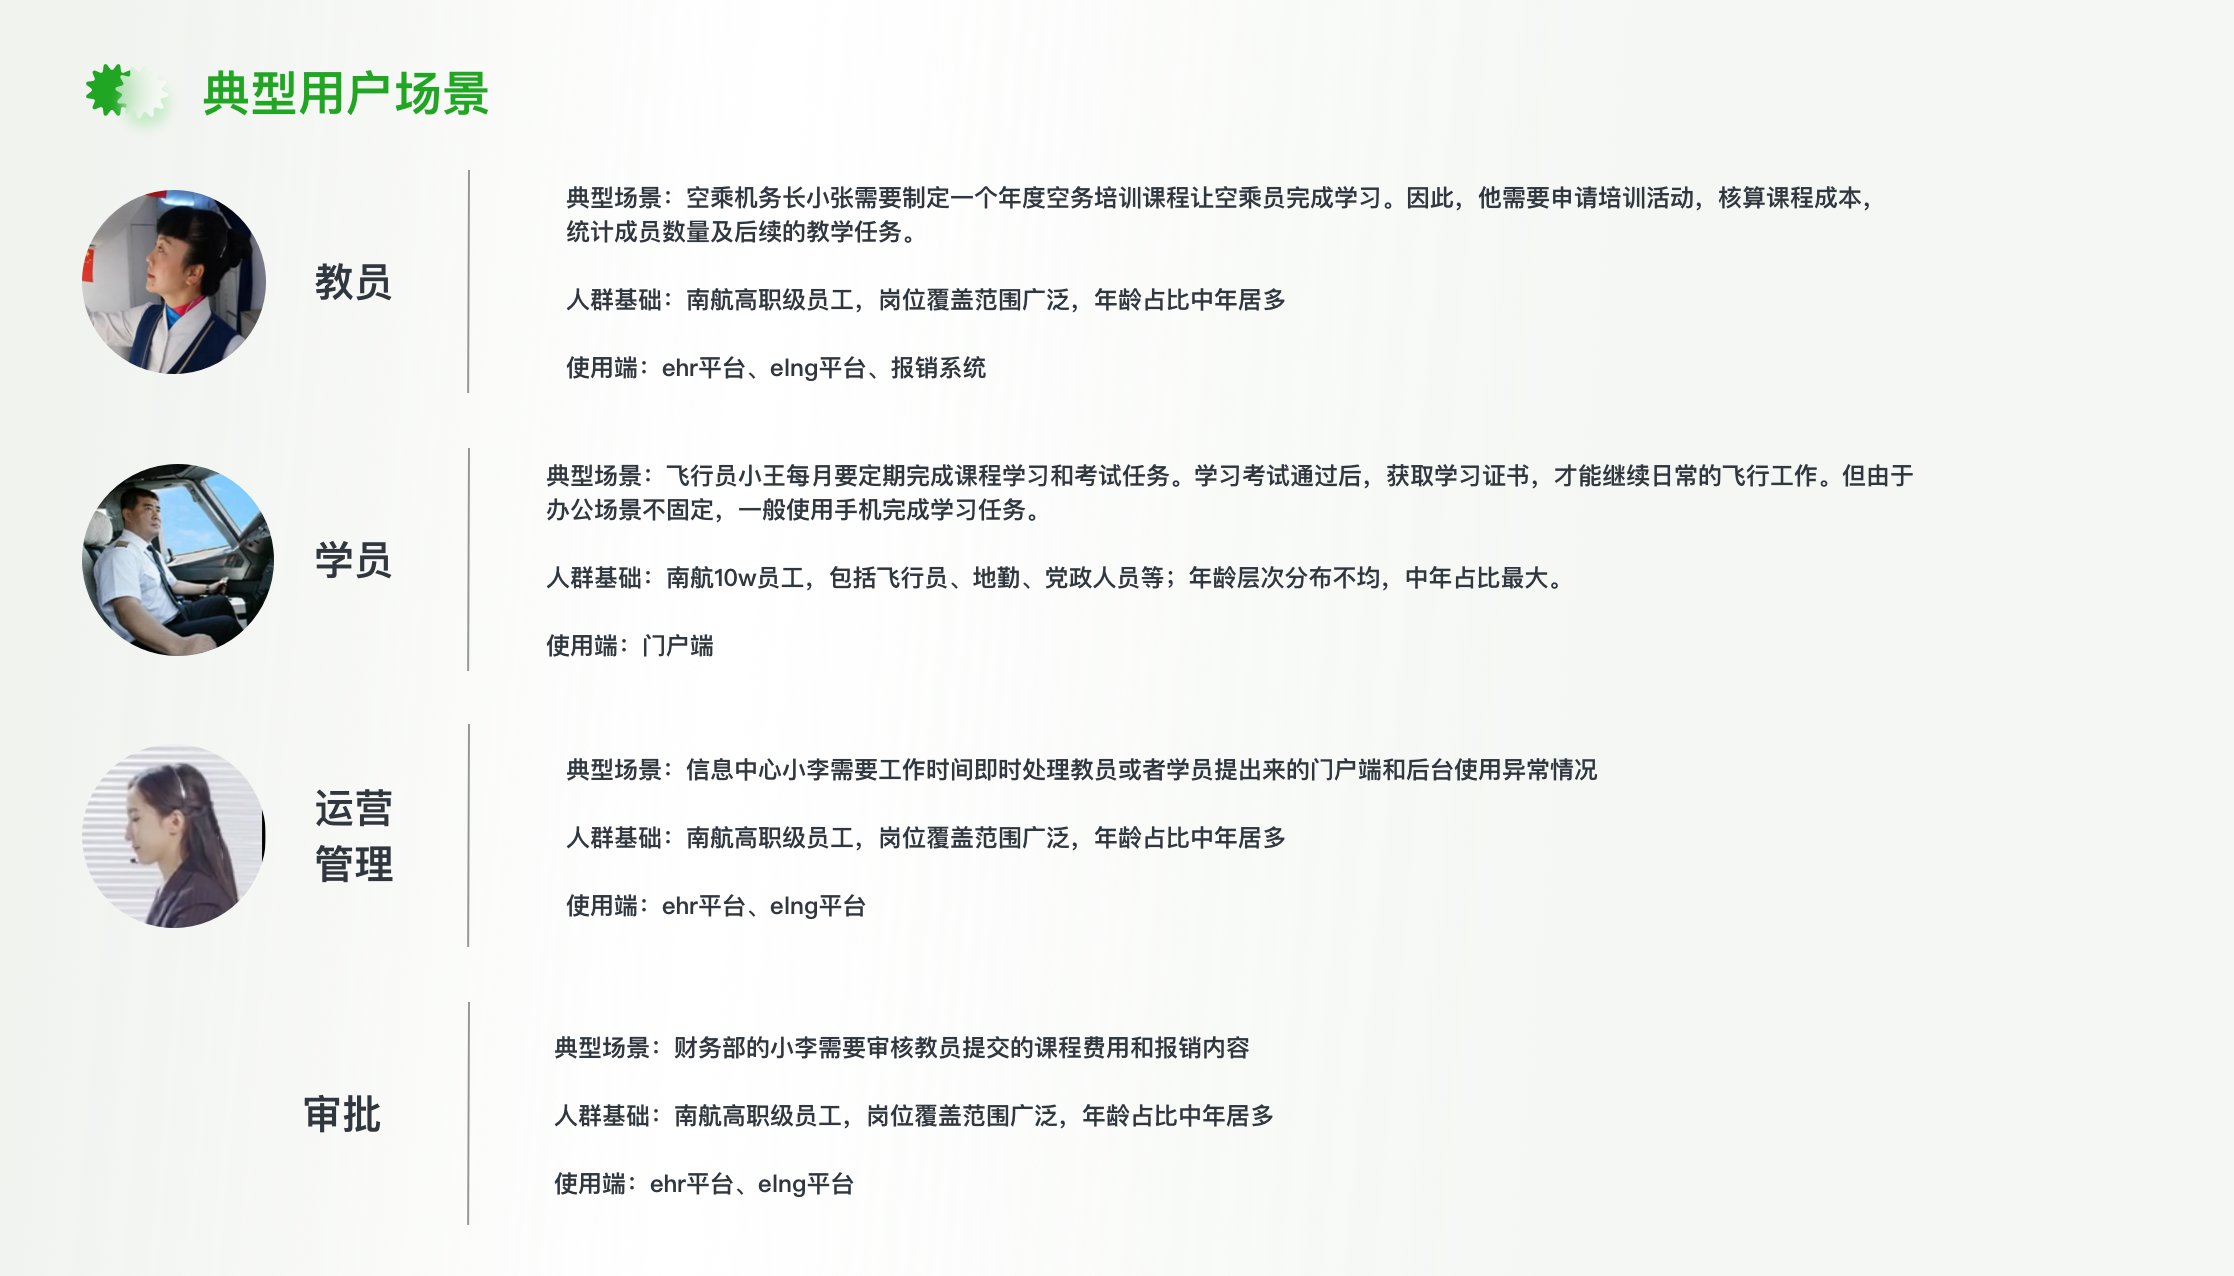 典型用户场景
教员
典型场景：空乘机务长小张需要制定一个年度空务培训课程让空乘员完成学习。因此，他需要申请培训活动，核算课程成本，
统计成员数量及后续的教学任务。
人群基础：南航高职级员工，岗位覆盖范围广泛，年龄占比中年居多
使用端：ehr平台、elng平台、报销系统
学员
典型场景：飞行员小王每月要定期完成课程学习和考试任务。学习考试通过后，获取学习证书，才能继续日常的飞行工作。但由于
办公场景不固定，一般使用手机完成学习任务。
人群基础：南航10w员工，包括飞行员、地勤、党政人员等；年龄层次分布不均，中年占比最大。
使用端：门户端
运营
管理
典型场景：信息中心小李需要工作时间即时处理教员或者学员提出来的门户端和后台使用异常情况
人群基础：南航高职级员工，岗位覆盖范围广泛，年龄占比中年居多
使用端：ehr平台、elng平台
审批
典型场景：财务部的小李需要审核教员提交的课程费用和报销内容
人群基础：南航高职级员工，岗位覆盖范围广泛，年龄占比中年居多
使用端：ehr平台、elng平台